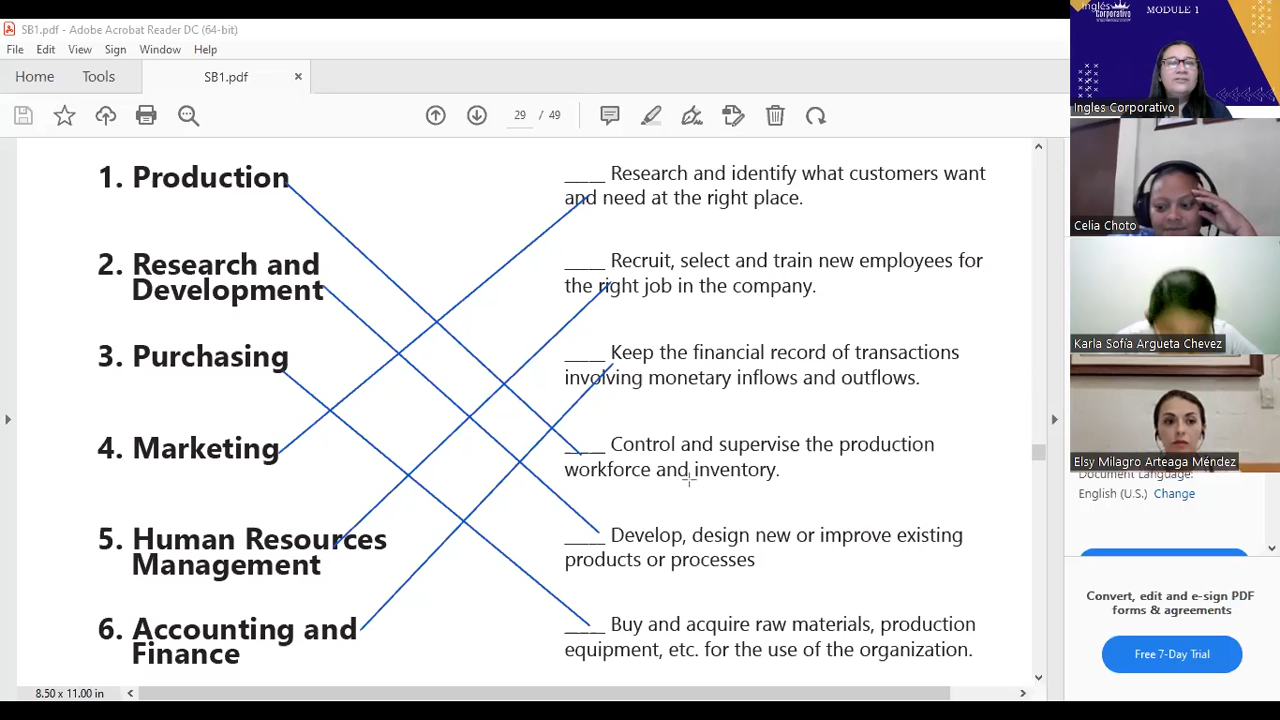 SB1.pdf - Adobe Acrobat Reader DC (64-bit)
File Edit View Sign Window Help
Home Tools SB1.pdf ×
29 / 49
1. Production
2. Research and
Development
3. Purchasing
4. Marketing
5. Human Resources
Management
6. Accounting and
Finance
____ Research and identify what customers want
and need at the right place.
____ Recruit, select and train new employees for
the right job in the company.
____ Keep the financial record of transactions
involving monetary inflows and outflows.
____ Control and supervise the production
workforce and inventory.
____ Develop, design new or improve existing
products or processes
____ Buy and acquire raw materials, production
equipment, etc. for the use of the organization.
8.50 x 11.00 in
Inglés
Corporativo
MODULE 1
Ingles Corporativo
Celia Choto
Karla Sofía Argueta Chevez
Elsy Milagro Arteaga Méndez
Document Language:
English (U.S.) Change
Convert, edit and e-sign PDF
forms & agreements
Free 7-Day Trial